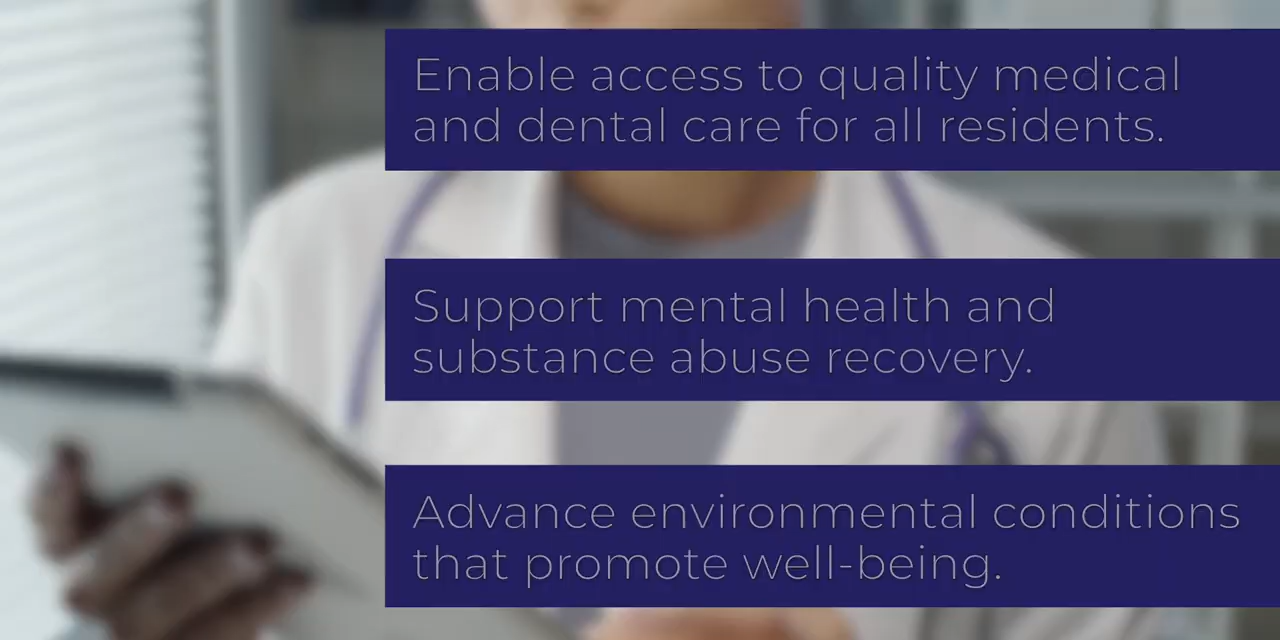 Enable access to quality medical
and dental care for all residents.
Support mental health and
substance abuse recovery.
Advance environmental conditions
that promote well-being.